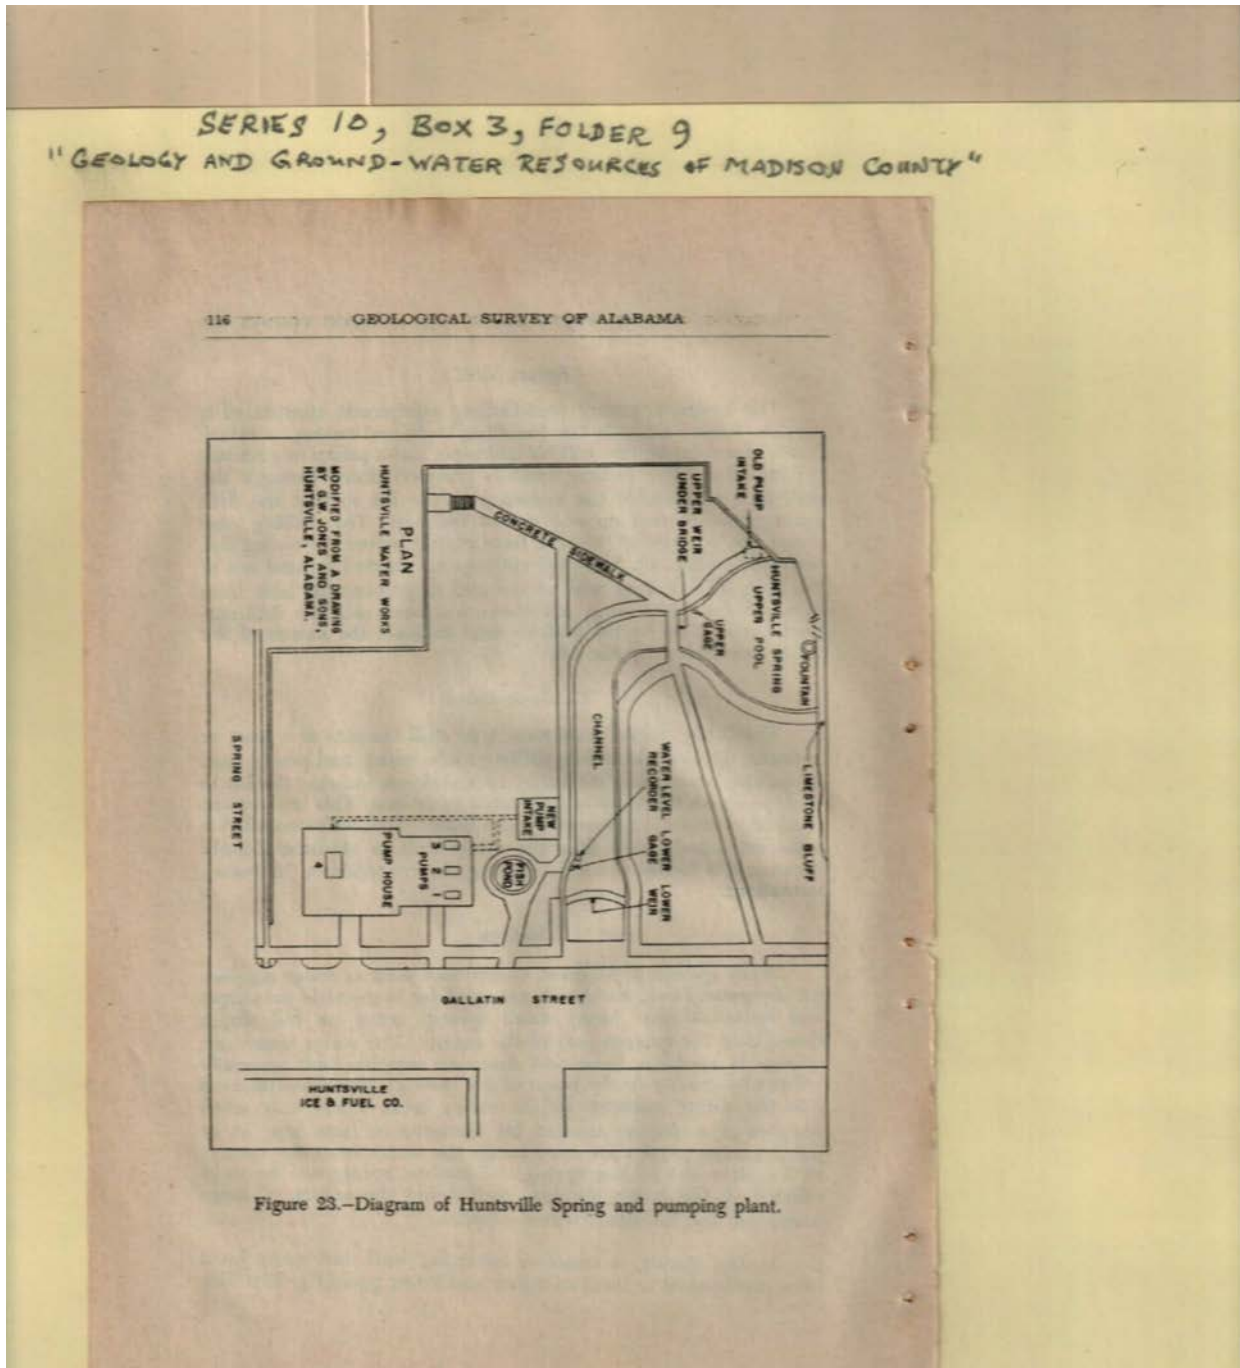 SERIES 10, BOX 3, FOLDER 9
"GEOLOGY AND GROUND-WATER RESOURCES OF MADISON COUNTY"
116 GEOLOGICAL SURVEY OF ALABAMA
OLD PUMP
INTAKE
UPPER WEIR
UNDER BRIDGE
HUNTSVILLE SPRING
UPPER POOL
FOUNTAIN
UPPER
GAGE
LIMESTONE BLUFF
CONCRETE SIDEWALK
PLAN
HUNTSVILLE WATER WORKS
MODIFIED FROM A DRAWING
BY G.W. JONES AND SONS,
HUNTSVILLE, ALABAMA.
CHANNEL
WATER LEVEL
RECORDER
LOWER
GAGE
LOWER
WEIR
NEW
PUMP
INTAKE
FISH
POND
3 2 1
PUMPS
PUMP HOUSE
4
SPRING STREET
GALLATIN STREET
HUNTSVILLE
ICE & FUEL CO.
Figure 23.—Diagram of Huntsville Spring and pumping plant.